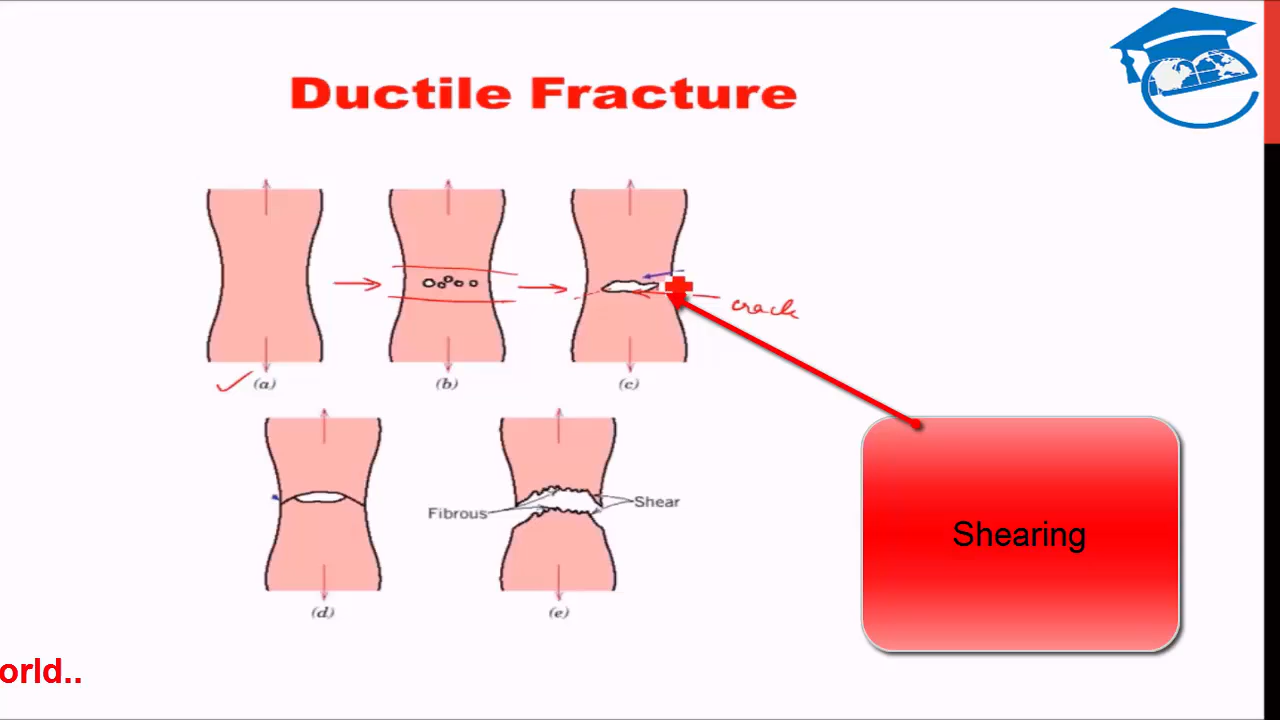 Ductile Fracture
crack
(a)
(b)
(c)
Fibrous
Shear
Shearing
(d)
(e)
orld..